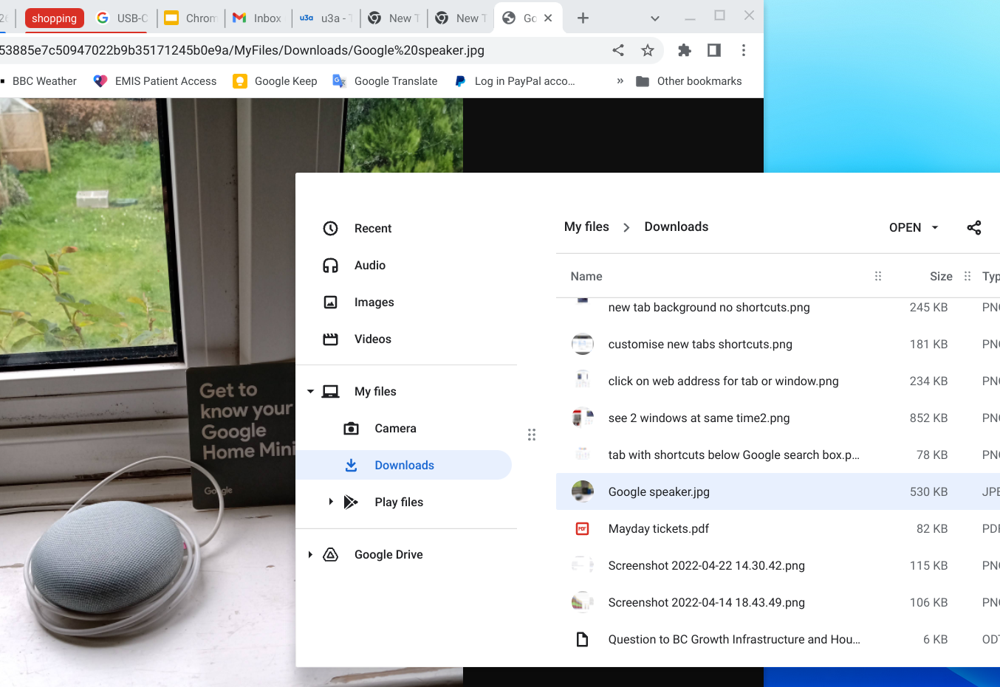 shopping
USB-C
Chrom
Inbox
u3a
u3a - T
New T
New T
Go
53885e7c50947022b9b35171245b0e9a/MyFiles/Downloads/Google%20speaker.jpg
BBC Weather
EMIS Patient Access
Google Keep
Google Translate
Log in PayPal acco...
»
Other bookmarks
Get to
know your
Google
Home Mini
Google
Recent
Audio
Images
Videos
My files
Camera
Downloads
Play files
Google Drive
My files > Downloads
OPEN
Name Size Typ
new tab background no shortcuts.png 245 KB PN
customise new tabs shortcuts.png 181 KB PN
click on web address for tab or window.png 234 KB PN
see 2 windows at same time2.png 852 KB PN
tab with shortcuts below Google search box.p... 78 KB PN
Google speaker.jpg 530 KB JPE
PDF Mayday tickets.pdf 82 KB PDF
Screenshot 2022-04-22 14.30.42.png 115 KB PN
Screenshot 2022-04-14 18.43.49.png 106 KB PN
Question to BC Growth Infrastructure and Hou... 6 KB ODT